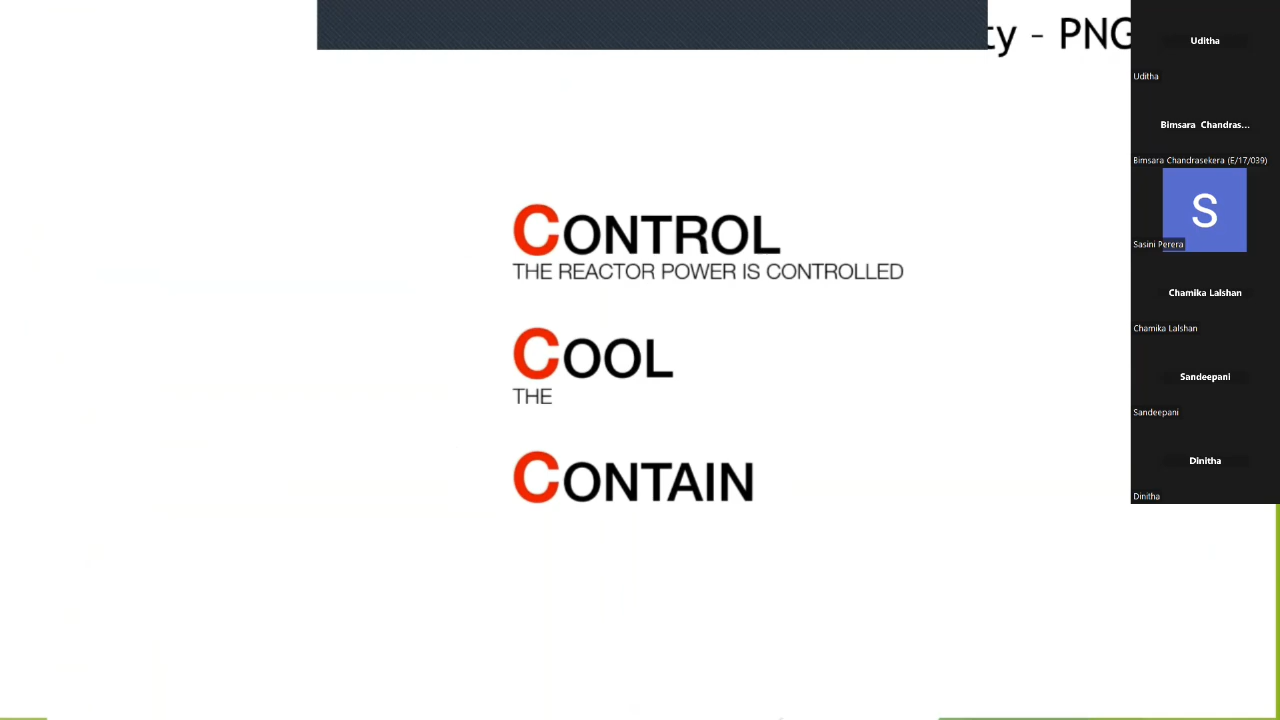 ty - PNG
CONTROL
THE REACTOR POWER IS CONTROLLED
COOL
THE
CONTAIN
Uditha
Uditha
Bimsara Chandras...
Bimsara Chandrasekera (E/17/039)
S
Sasini Perera
Chamika Lalshan
Chamika Lalshan
Sandeepani
Sandeepani
Dinitha
Dinitha